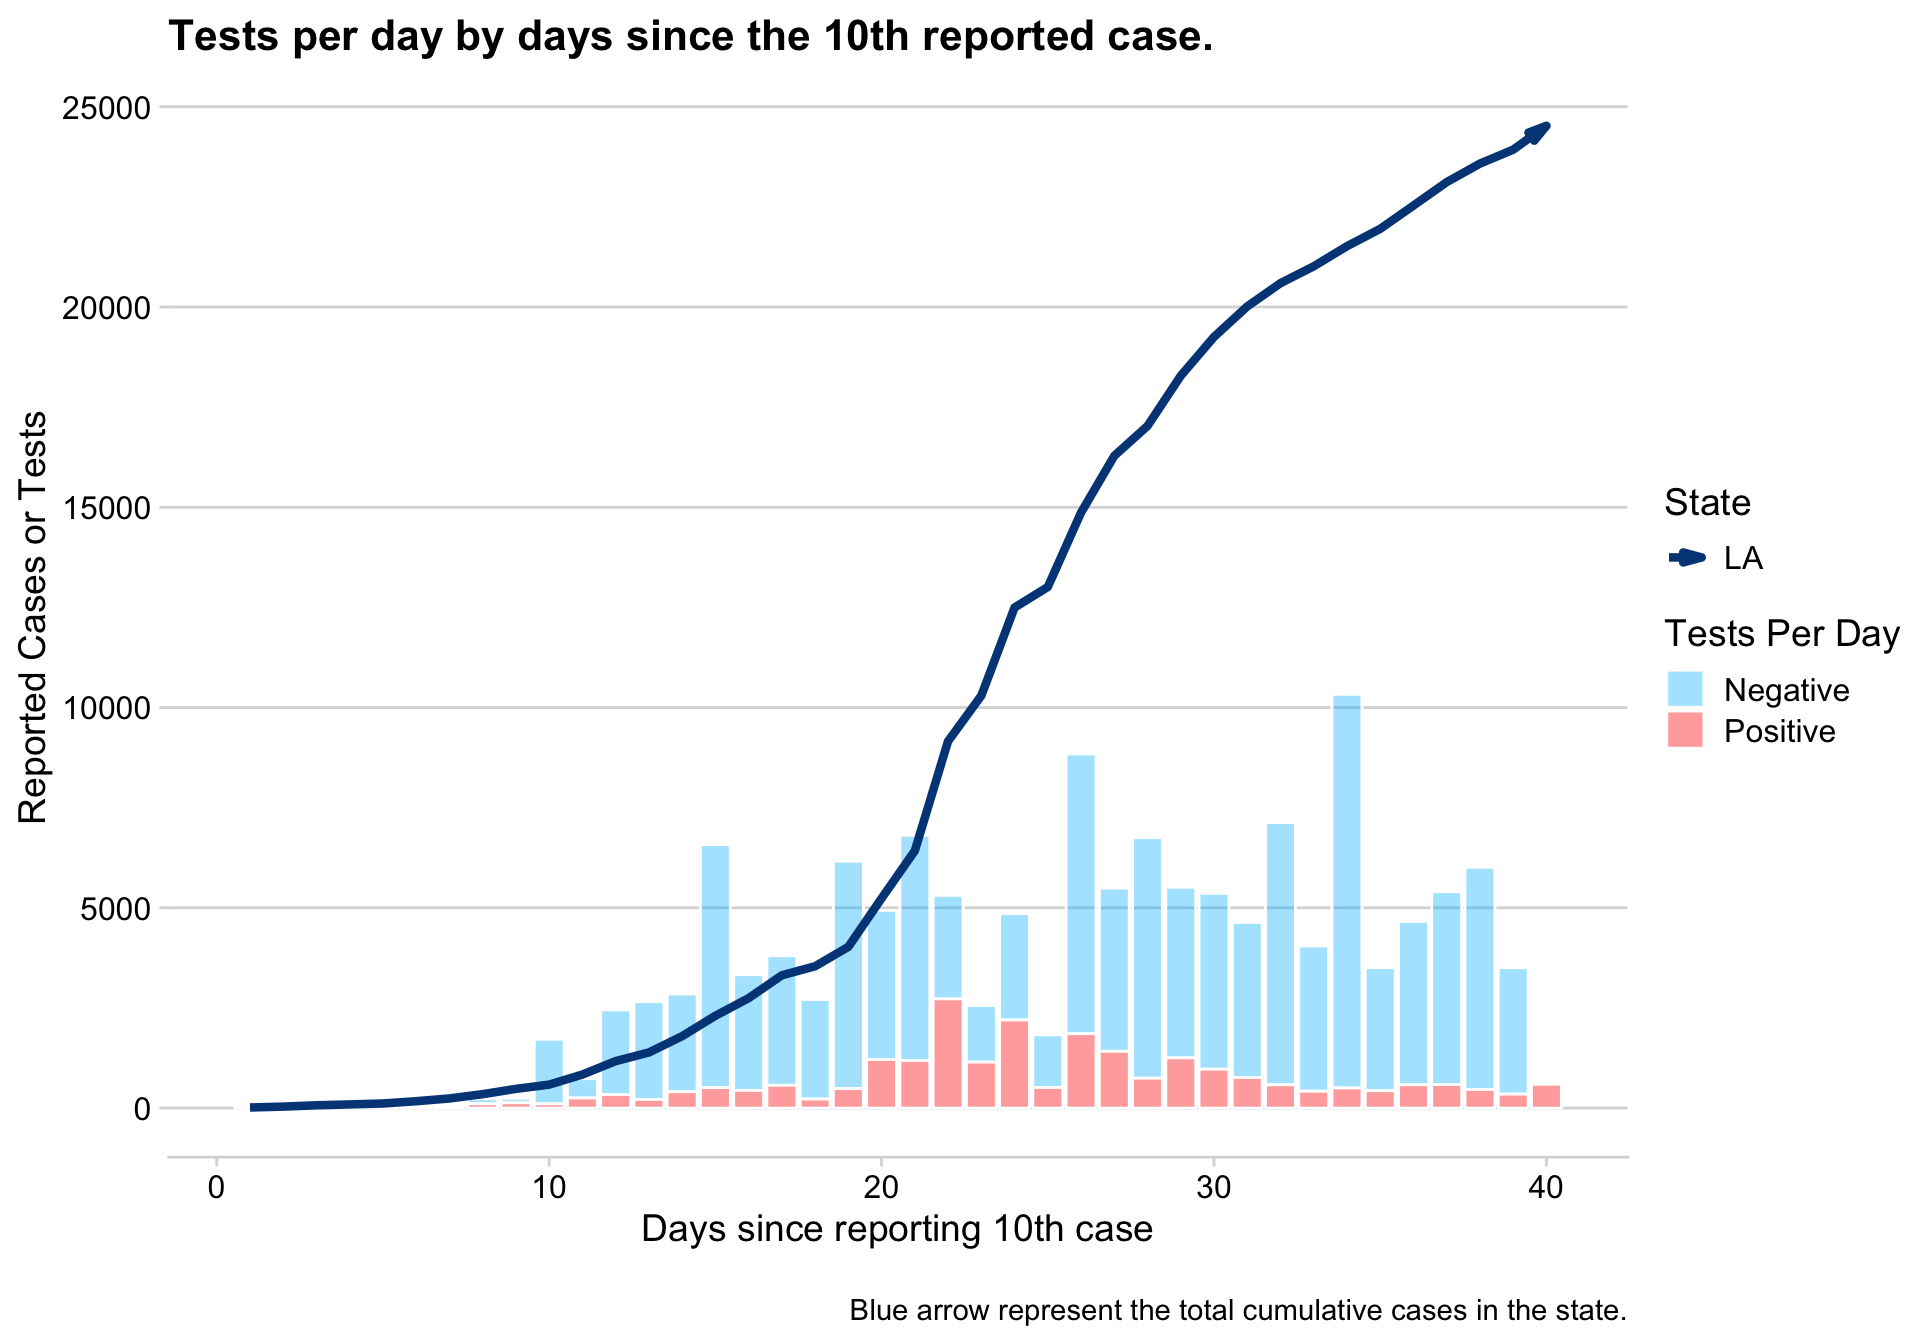 Tests per day by days since the 10th reported case.
25000
20000
15000
10000
5000
0
Reported Cases or Tests
0
10
20
30
40
Days since reporting 10th case
State
LA
Tests Per Day
Negative
Positive
Blue arrow represent the total cumulative cases in the state.